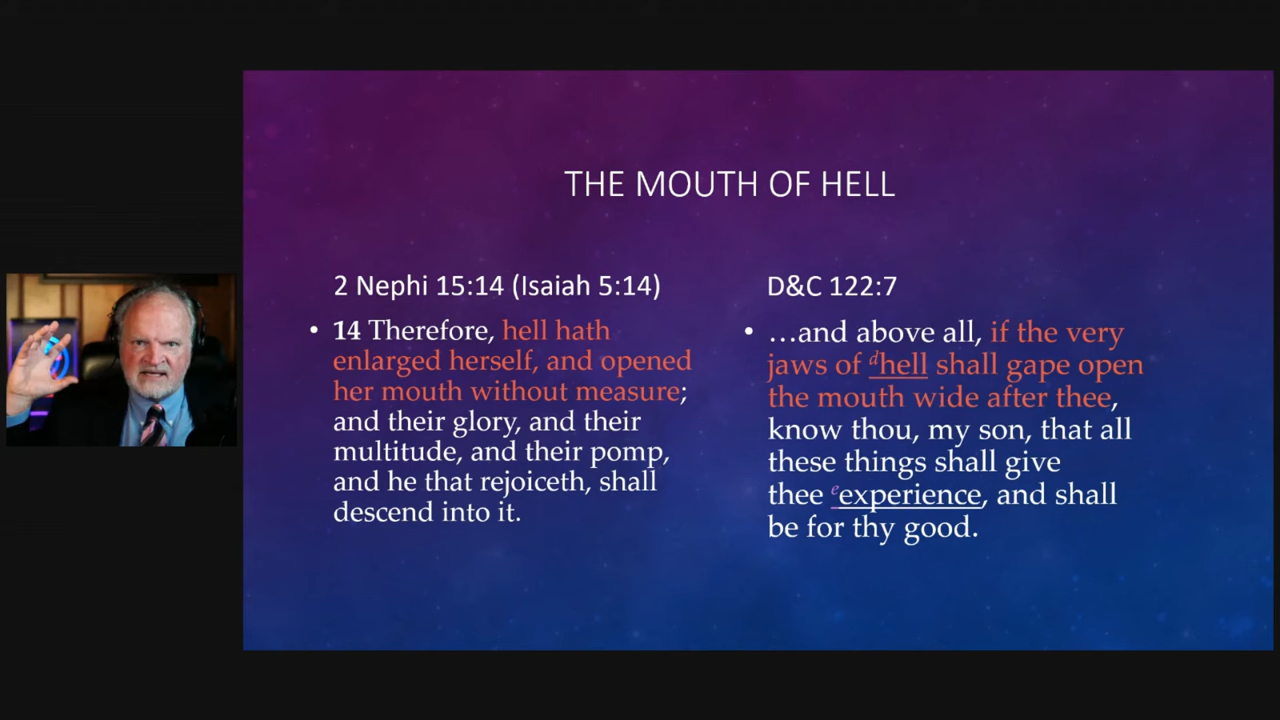 THE MOUTH OF HELL
2 Nephi 15:14 (Isaiah 5:14)
• 14 Therefore, hell hath
enlarged herself, and opened
her mouth without measure;
and their glory, and their
multitude, and their pomp,
and he that rejoiceth, shall
descend into it.
D&C 122:7
• …and above all, if the very
jaws of dhell shall gape open
the mouth wide after thee,
know thou, my son, that all
these things shall give
thee eexperience, and shall
be for thy good.